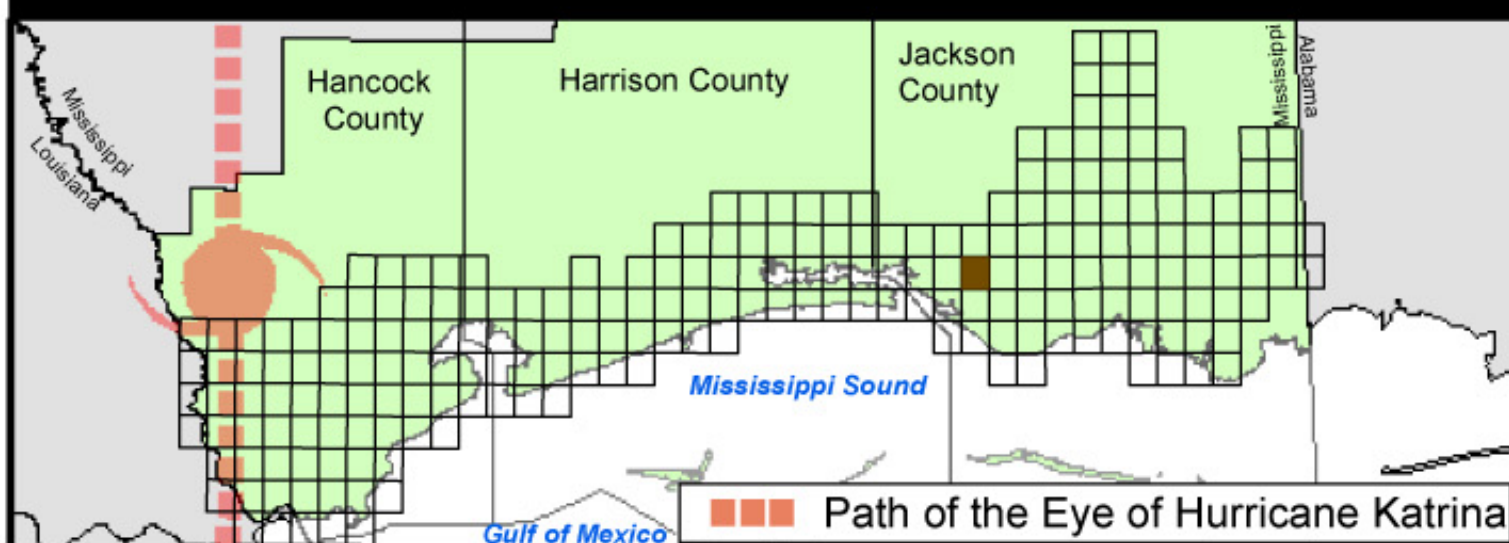 Mississippi
Louisiana
Hancock
County
Harrison County
Jackson
County
Mississippi
Alabama
Mississippi Sound
Gulf of Mexico
Path of the Eye of Hurricane Katrina